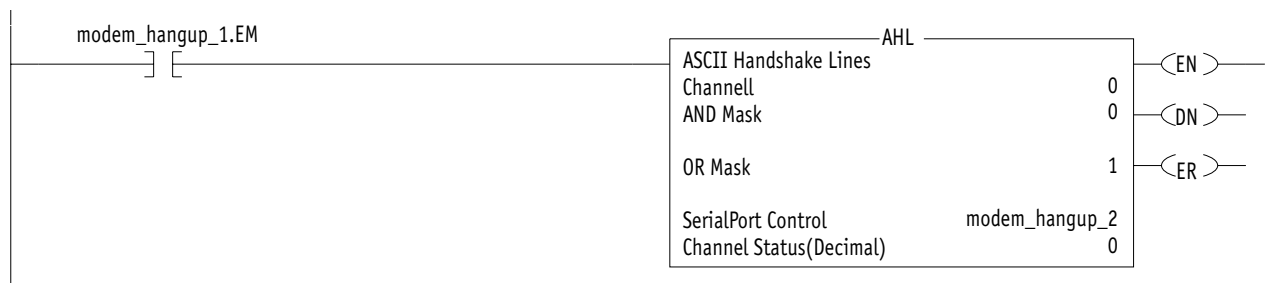 modem_hangup_1.EM
AHL
ASCII Handshake Lines
Channell 0
AND Mask 0
OR Mask 1
SerialPort Control modem_hangup_2
Channel Status(Decimal) 0
EN
DN
ER